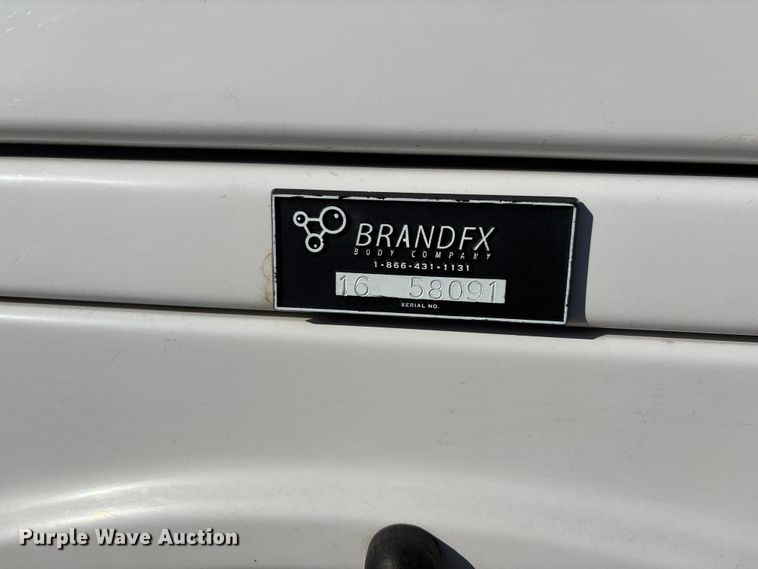 BRANDFX
BODY COMPANY
1-866-431-1131
16 58091
SERIAL NO.
Purple Wave Auction